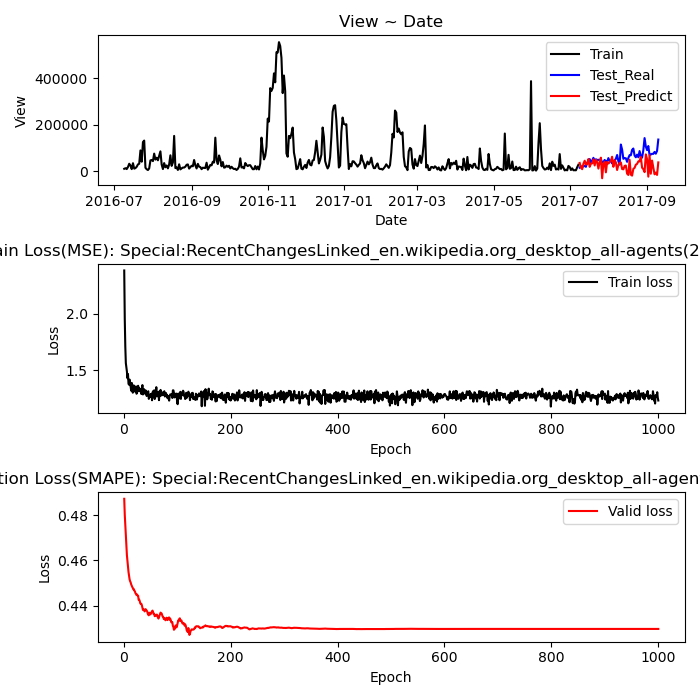 View ~ Date
400000
200000
0
View
Train
Test_Real
Test_Predict
2016-07 2016-09 2016-11 2017-01 2017-03 2017-05 2017-07 2017-09
Date
ain Loss(MSE): Special:RecentChangesLinked_en.wikipedia.org_desktop_all-agents(2
2.0
1.5
Loss
Train loss
0 200 400 600 800 1000
Epoch
tion Loss(SMAPE): Special:RecentChangesLinked_en.wikipedia.org_desktop_all-agen
0.48
0.46
0.44
Loss
Valid loss
0 200 400 600 800 1000
Epoch